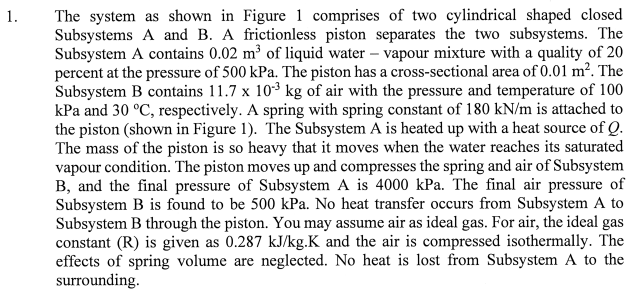 1. The system as shown in Figure 1 comprises of two cylindrical shaped closed
Subsystems A and B. A frictionless piston separates the two subsystems. The
Subsystem A contains 0.02 m³ of liquid water – vapour mixture with a quality of 20
percent at the pressure of 500 kPa. The piston has a cross-sectional area of 0.01 m². The
Subsystem B contains 11.7 x 10⁻³ kg of air with the pressure and temperature of 100
kPa and 30 °C, respectively. A spring with spring constant of 180 kN/m is attached to
the piston (shown in Figure 1). The Subsystem A is heated up with a heat source of Q.
The mass of the piston is so heavy that it moves when the water reaches its saturated
vapour condition. The piston moves up and compresses the spring and air of Subsystem
B, and the final pressure of Subsystem A is 4000 kPa. The final air pressure of
Subsystem B is found to be 500 kPa. No heat transfer occurs from Subsystem A to
Subsystem B through the piston. You may assume air as ideal gas. For air, the ideal gas
constant (R) is given as 0.287 kJ/kg.K and the air is compressed isothermally. The
effects of spring volume are neglected. No heat is lost from Subsystem A to the
surrounding.